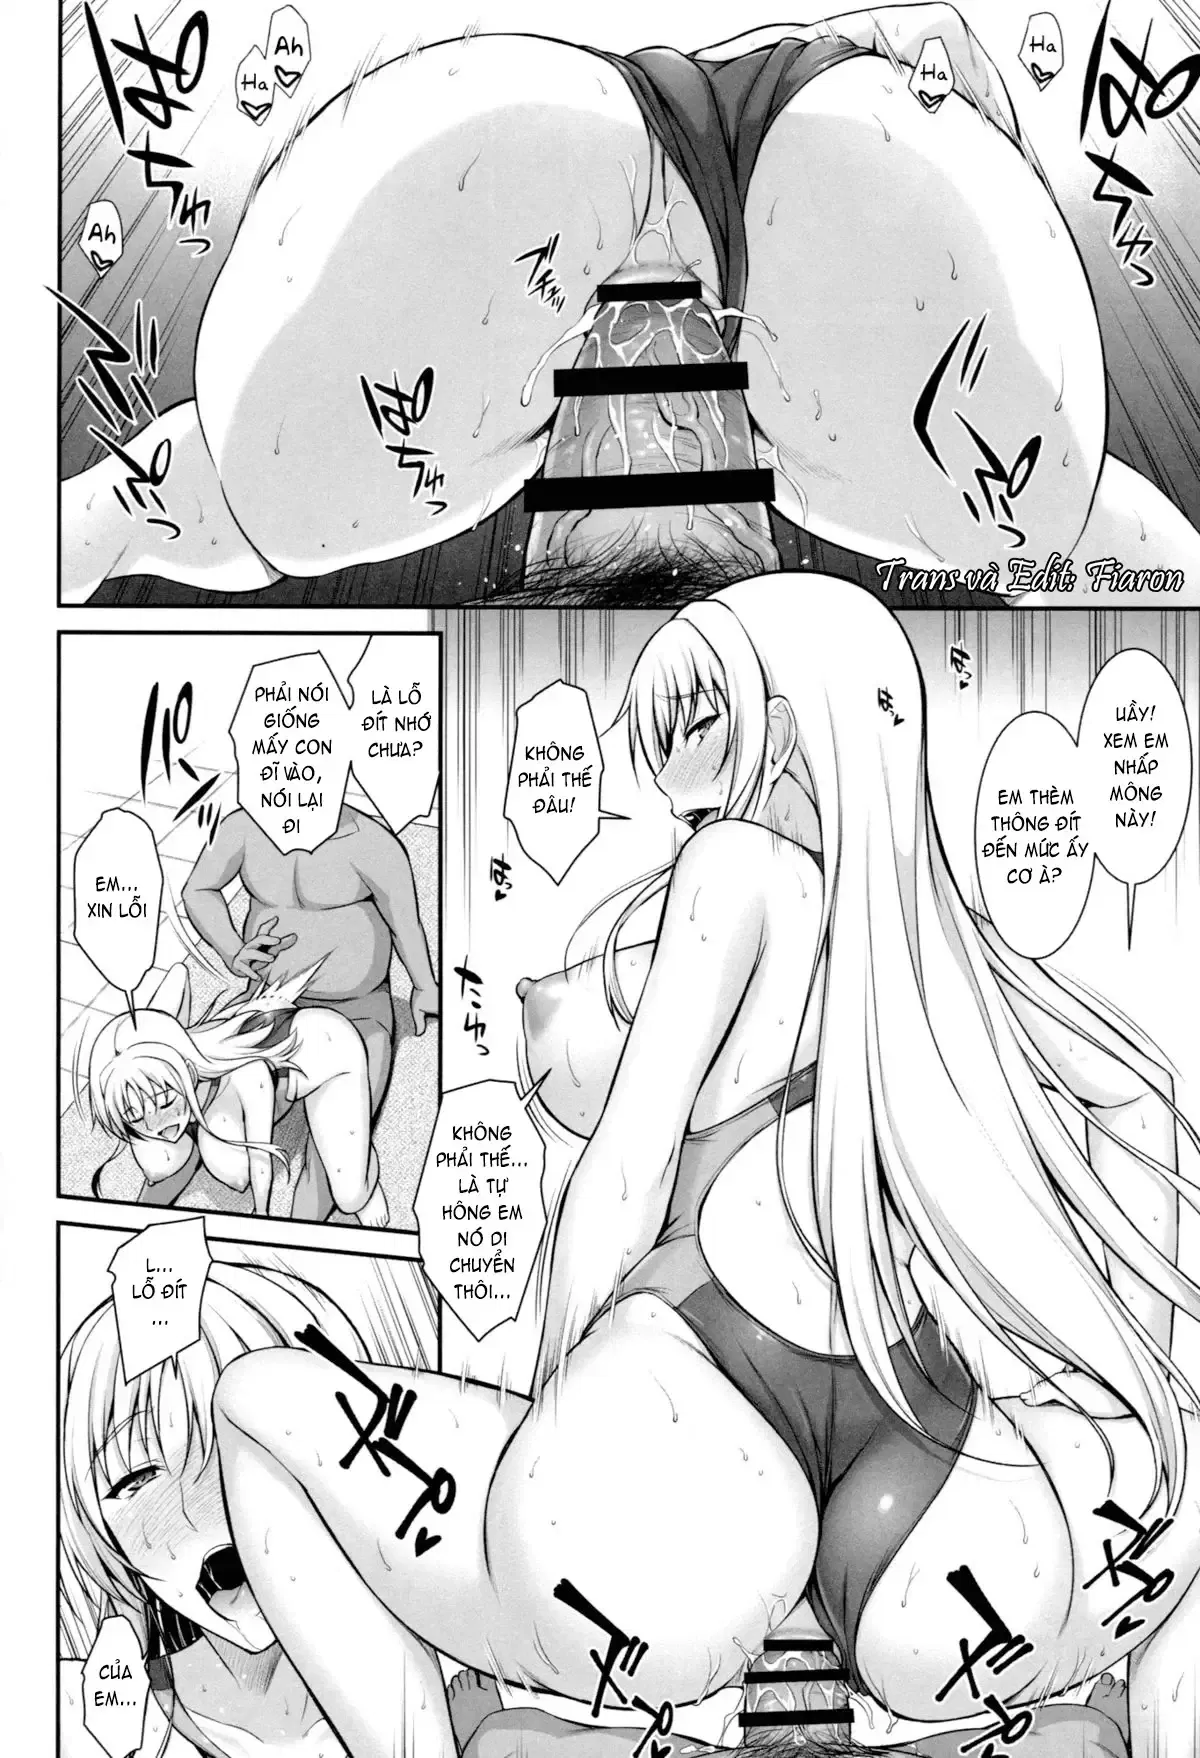 Ah
Ha
Ha
Ha
Ah
Trans và Edit: Fiaron
UẦY!
XEM EM
NHẤP
MÔNG
NÀY!
EM THÈM
THÔNG ĐÍT
ĐẾN MỨC ẤY
CƠ À?
KHÔNG
PHẢI THẾ
ĐÂU!
KHÔNG
PHẢI THẾ...
LÀ TỰ
HÔNG EM
NÓ DI
CHUYỂN
THÔI...
LÀ LỖ
ĐÍT NHỚ
CHƯA?
PHẢI NÓI
GIỐNG
MẤY CON
ĐĨ VÀO,
NÓI LẠI
ĐI
EM...
XIN LỖI
L...
LỖ ĐÍT
...
CỦA
EM...